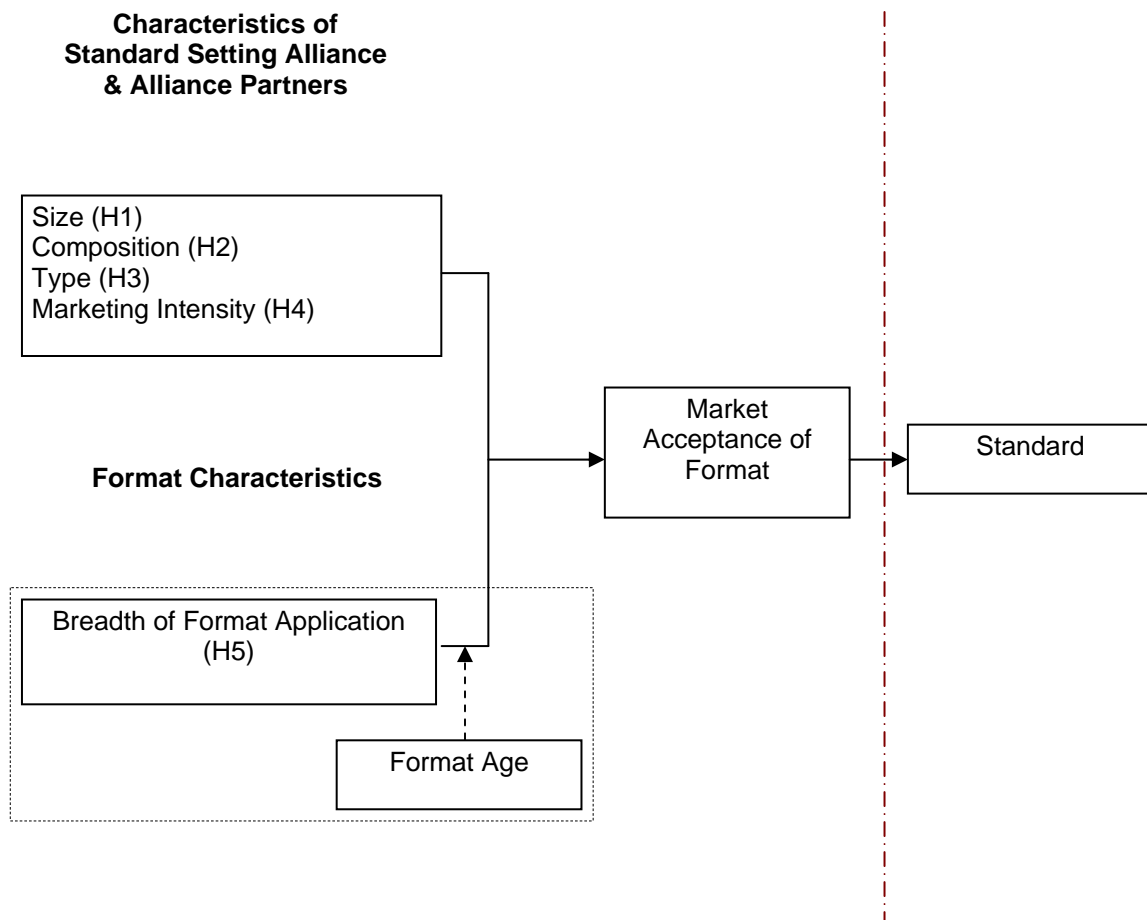 Characteristics of
Standard Setting Alliance
& Alliance Partners
Size (H1)
Composition (H2)
Type (H3)
Marketing Intensity (H4)
Market
Acceptance of
Format
Standard
Format Characteristics
Breadth of Format Application
(H5)
Format Age